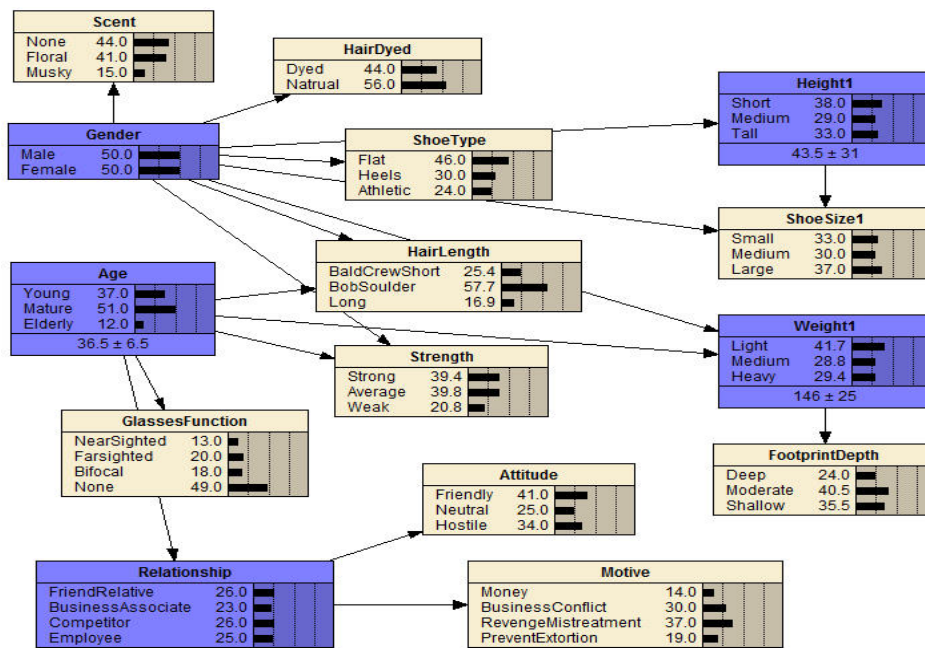 Scent
None 44.0
Floral 41.0
Musky 15.0
HairDyed
Dyed 44.0
Natrual 56.0
Height1
Short 38.0
Medium 29.0
Tall 33.0
43.5 ± 31
Gender
Male 50.0
Female 50.0
ShoeType
Flat 46.0
Heels 30.0
Athletic 24.0
ShoeSize1
Small 33.0
Medium 30.0
Large 37.0
HairLength
BaldCrewShort 25.4
BobSoulder 57.7
Long 16.9
Age
Young 37.0
Mature 51.0
Elderly 12.0
36.5 ± 6.5
Weight1
Light 41.7
Medium 28.8
Heavy 29.4
146 ± 25
Strength
Strong 39.4
Average 39.8
Weak 20.8
GlassesFunction
NearSighted 13.0
Farsighted 20.0
Bifocal 18.0
None 49.0
FootprintDepth
Deep 24.0
Moderate 40.5
Shallow 35.5
Attitude
Friendly 41.0
Neutral 25.0
Hostile 34.0
Relationship
FriendRelative 26.0
BusinessAssociate 23.0
Competitor 26.0
Employee 25.0
Motive
Money 14.0
BusinessConflict 30.0
RevengeMistreatment 37.0
PreventExtortion 19.0